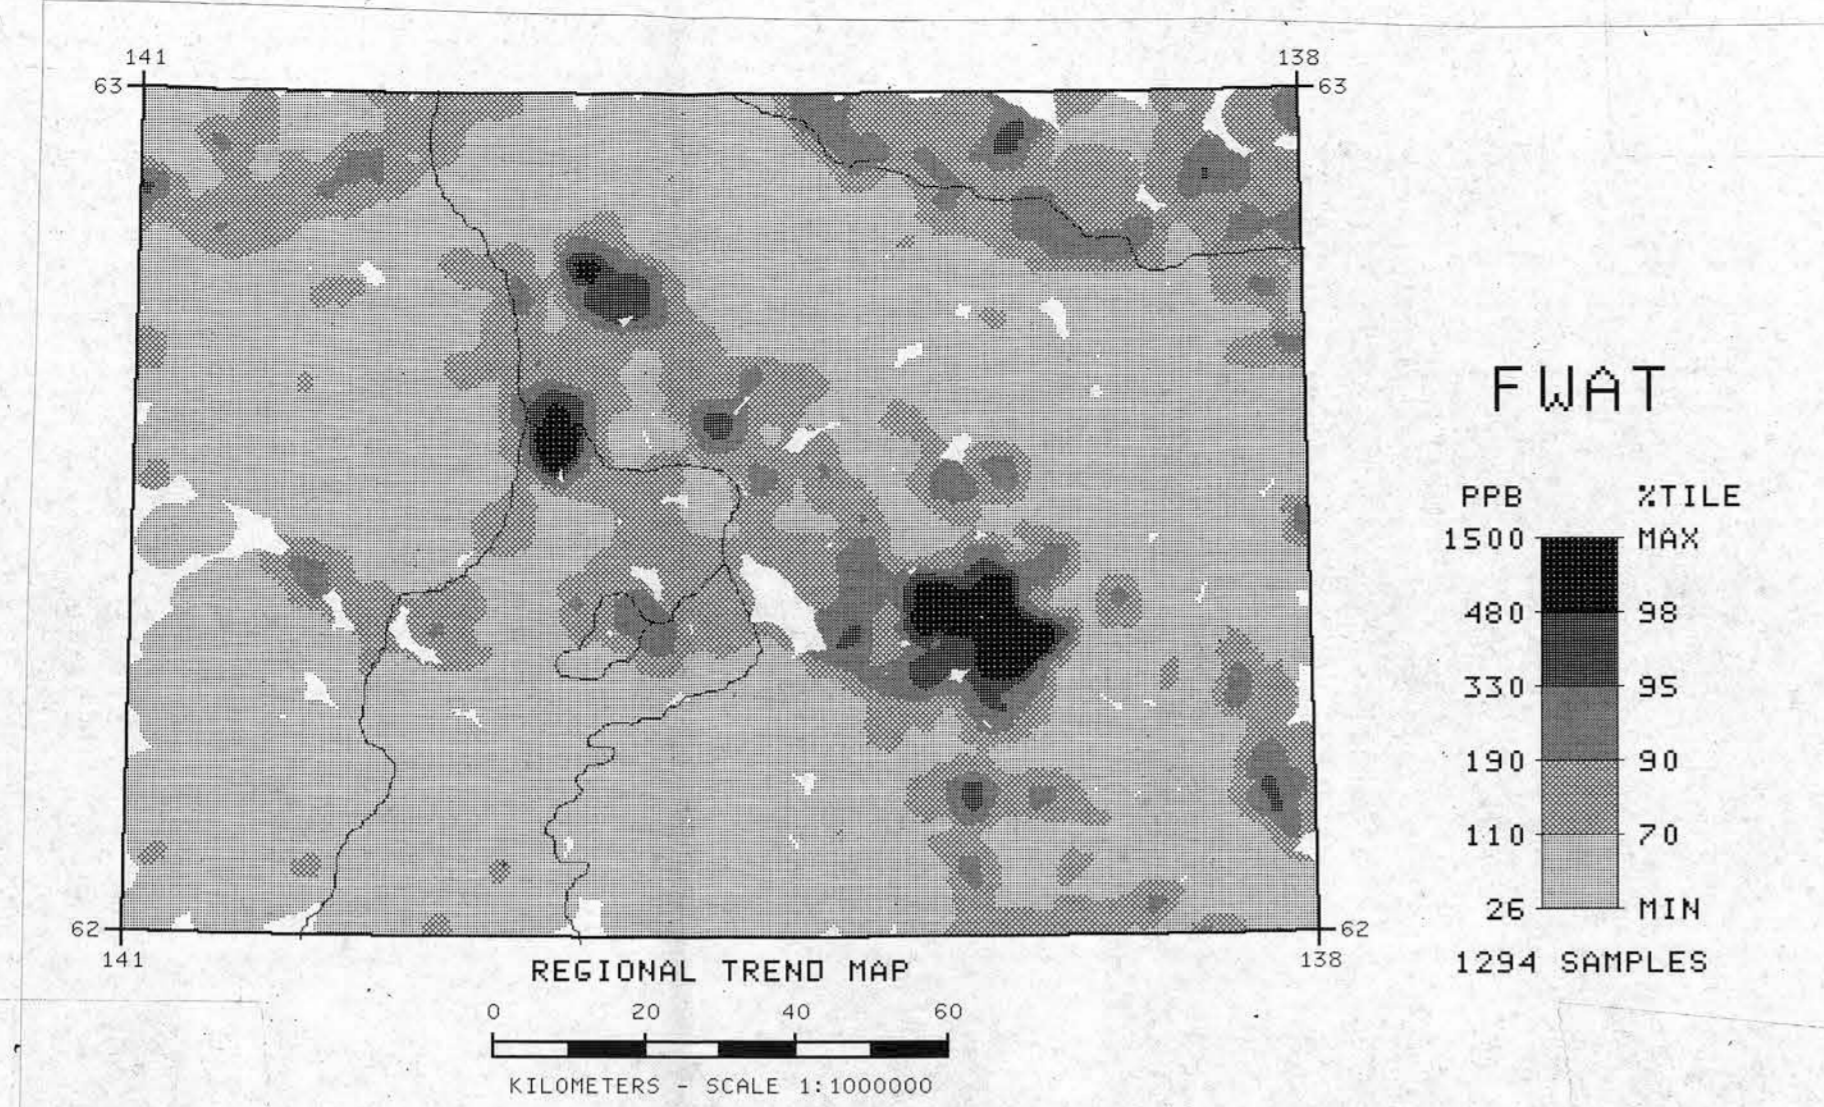 141 138
63 63
FWAT
PPB %TILE
1500 MAX
480 98
330 95
190 90
110 70
26 MIN
1294 SAMPLES
62 62
141 138
REGIONAL TREND MAP
0 20 40 60
KILOMETERS - SCALE 1:1000000